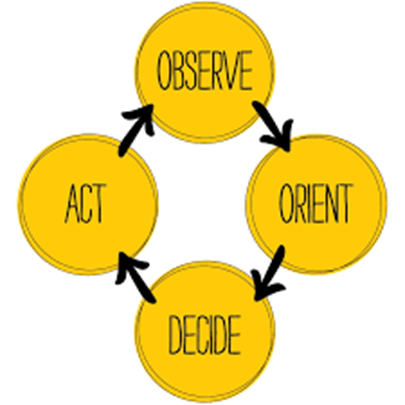 OBSERVE
ORIENT
DECIDE
ACT